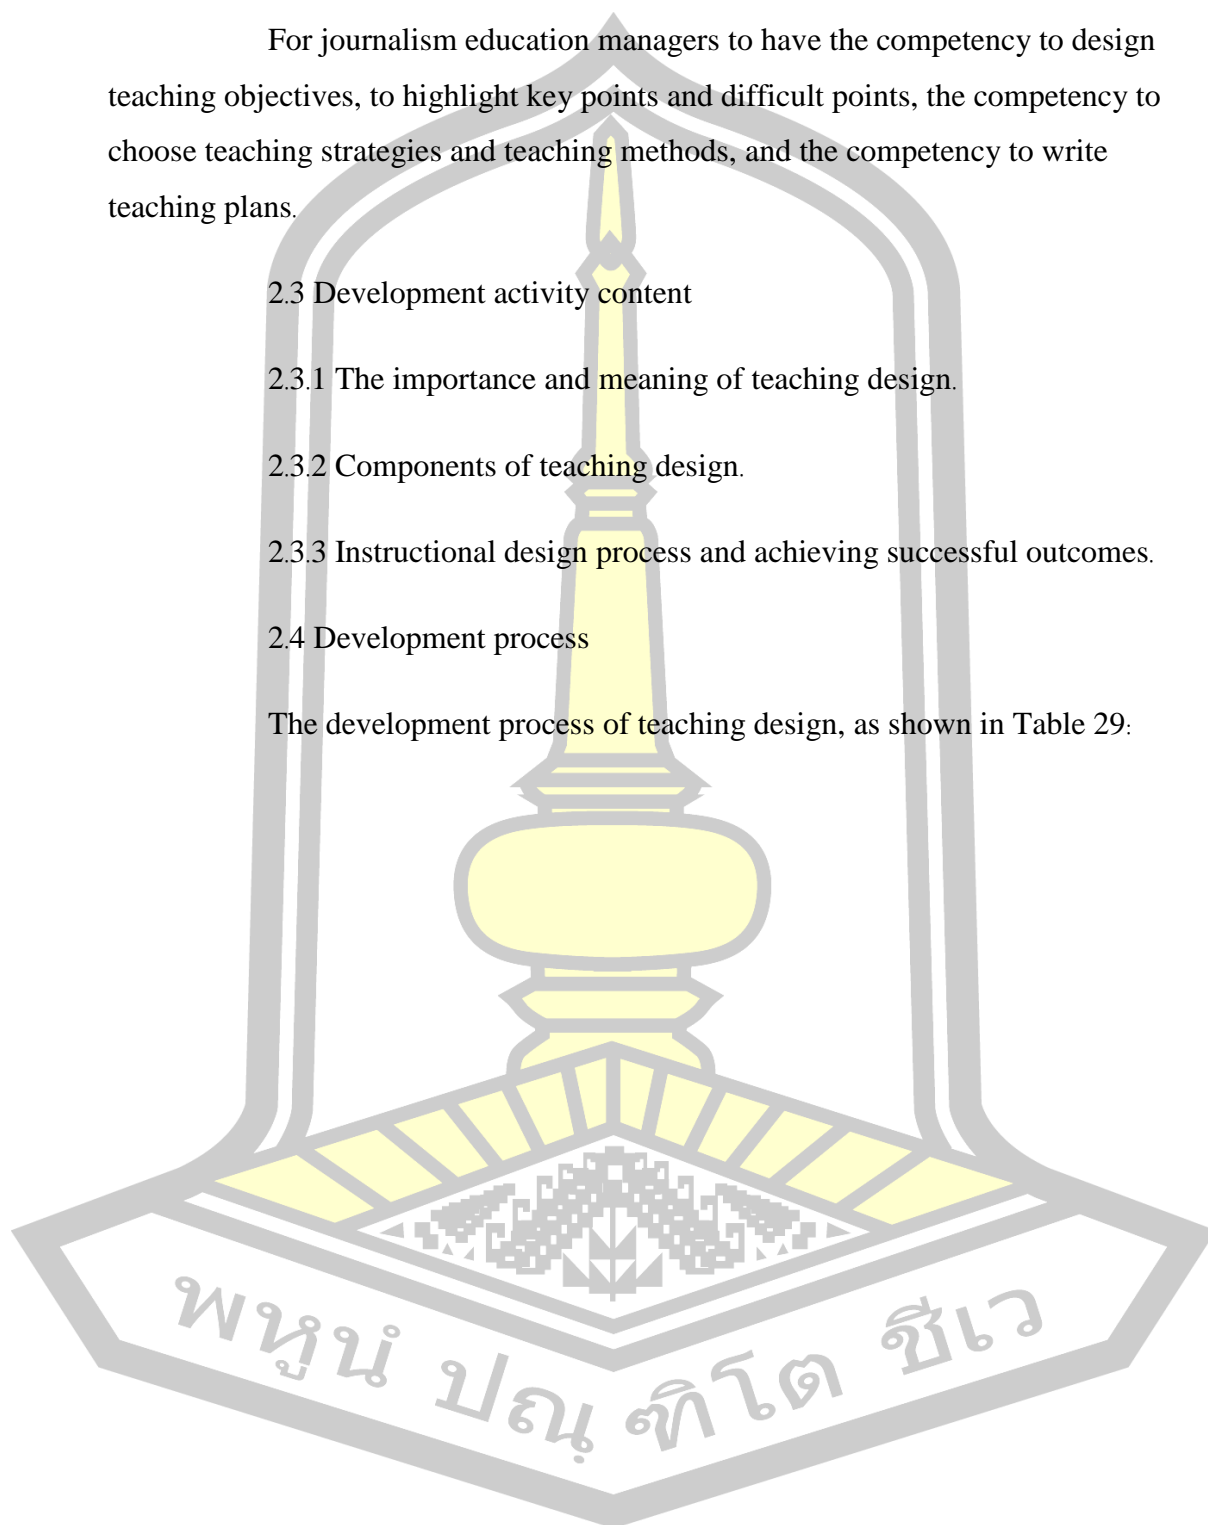 For journalism education managers to have the competency to design
teaching objectives, to highlight key points and difficult points, the competency to
choose teaching strategies and teaching methods, and the competency to write
teaching plans.
2.3 Development activity content
2.3.1 The importance and meaning of teaching design.
2.3.2 Components of teaching design.
2.3.3 Instructional design process and achieving successful outcomes.
2.4 Development process
The development process of teaching design, as shown in Table 29:
พหูนํ ปณฺ ฑิโต ชีเว